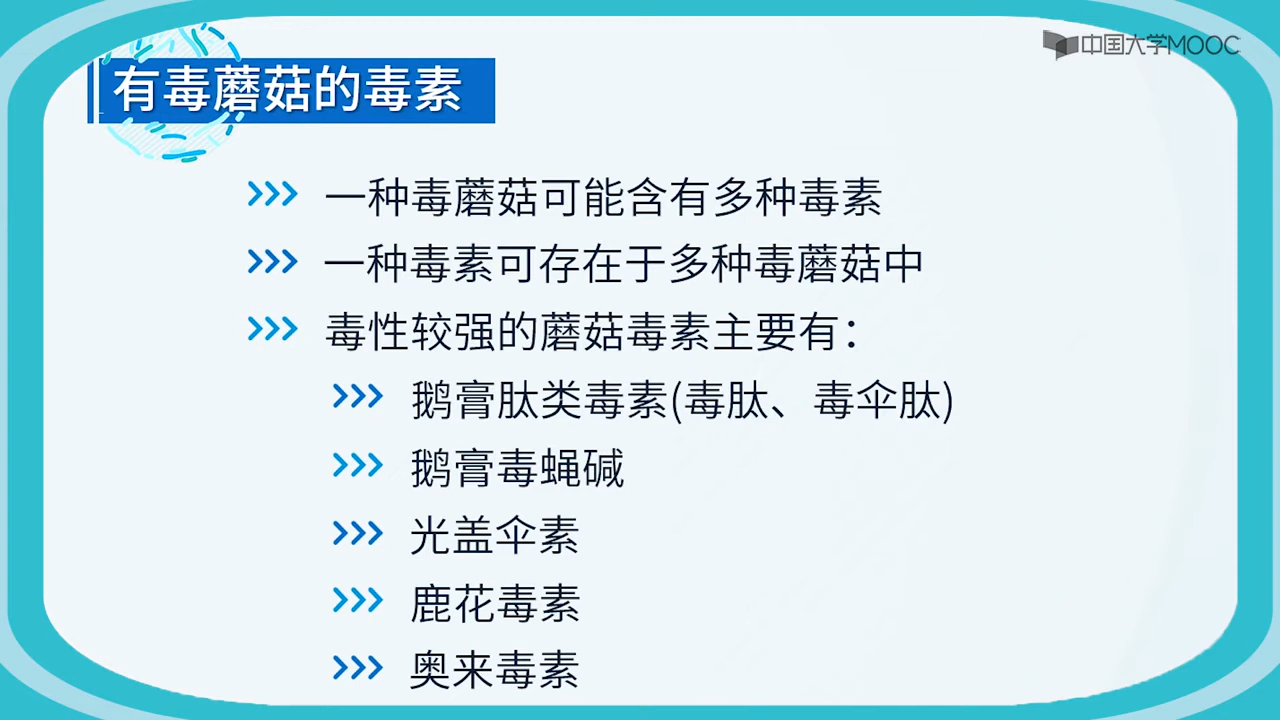 中国大学MOOC
有毒蘑菇的毒素
一种毒蘑菇可能含有多种毒素
一种毒素可存在于多种毒蘑菇中
毒性较强的蘑菇毒素主要有：
鹅膏肽类毒素(毒肽、毒伞肽)
鹅膏毒蝇碱
光盖伞素
鹿花毒素
奥来毒素